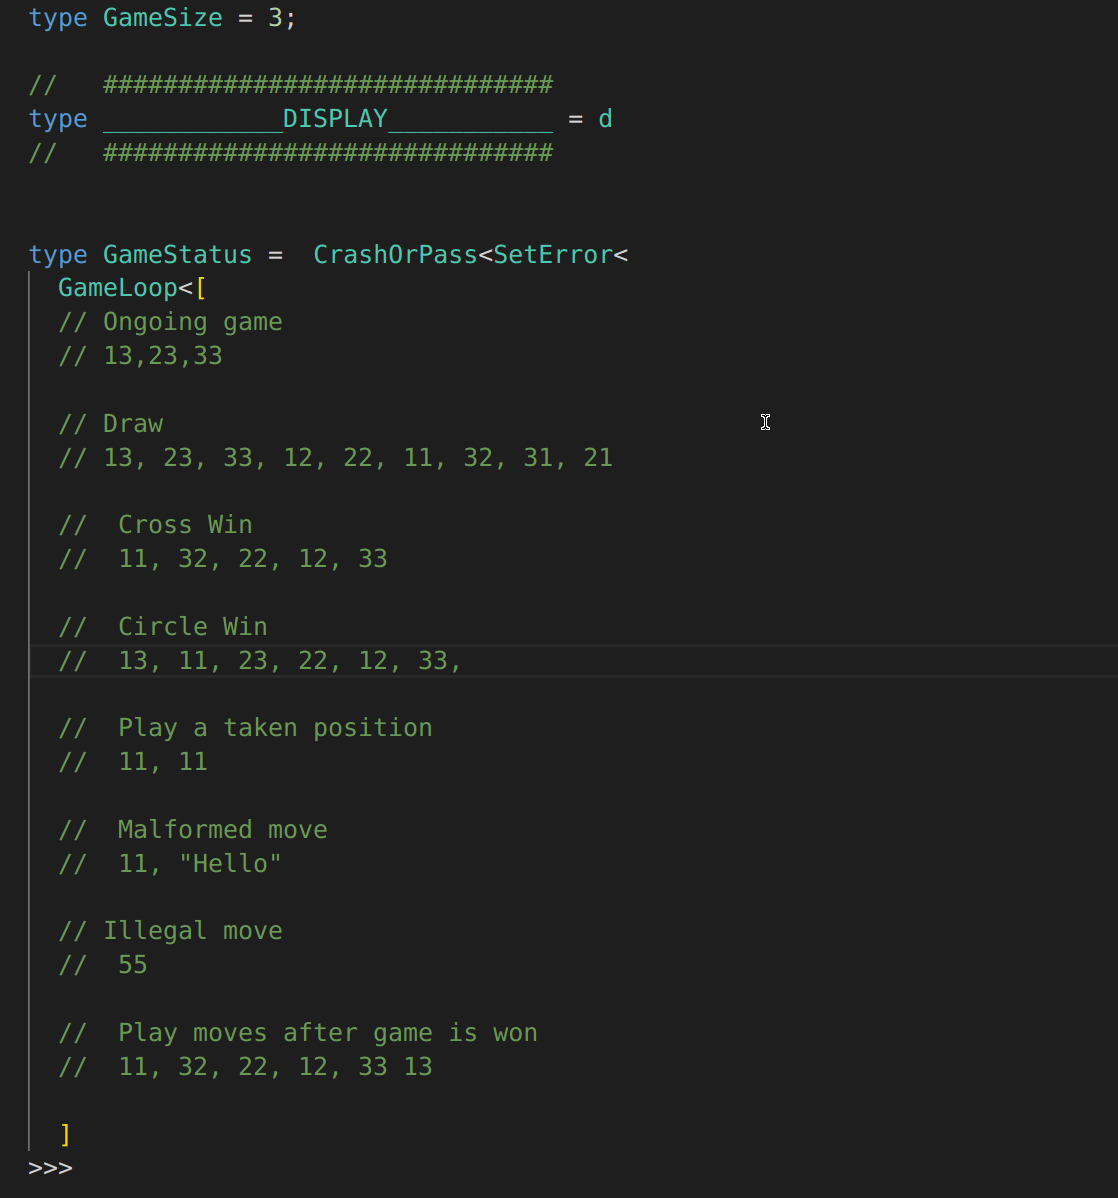 type GameSize = 3;
//   ##############################
type ____________DISPLAY___________ = d
//   ##############################
type GameStatus =  CrashOrPass<SetError<
  GameLoop<[
  // Ongoing game
  // 13,23,33
  // Draw
  // 13, 23, 33, 12, 22, 11, 32, 31, 21
  //  Cross Win
  //  11, 32, 22, 12, 33
  //  Circle Win
  //  13, 11, 23, 22, 12, 33,
  //  Play a taken position
  //  11, 11
  //  Malformed move
  //  11, "Hello"
  // Illegal move
  //  55
  //  Play moves after game is won
  //  11, 32, 22, 12, 33 13
  ]
>>>